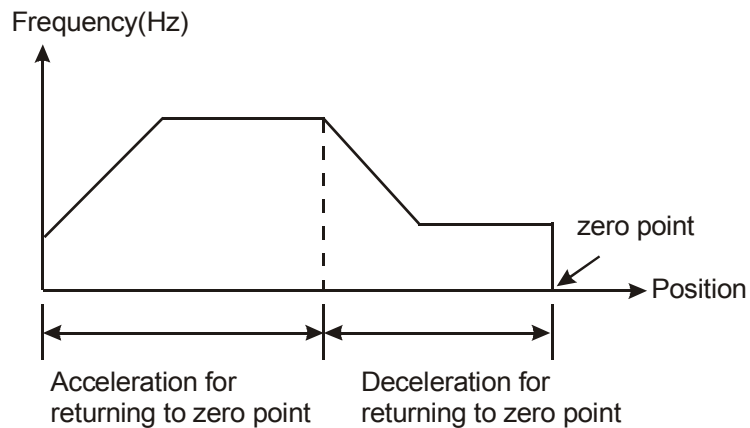 Frequency(Hz)
zero point
Position
Acceleration for
returning to zero point
Deceleration for
returning to zero point